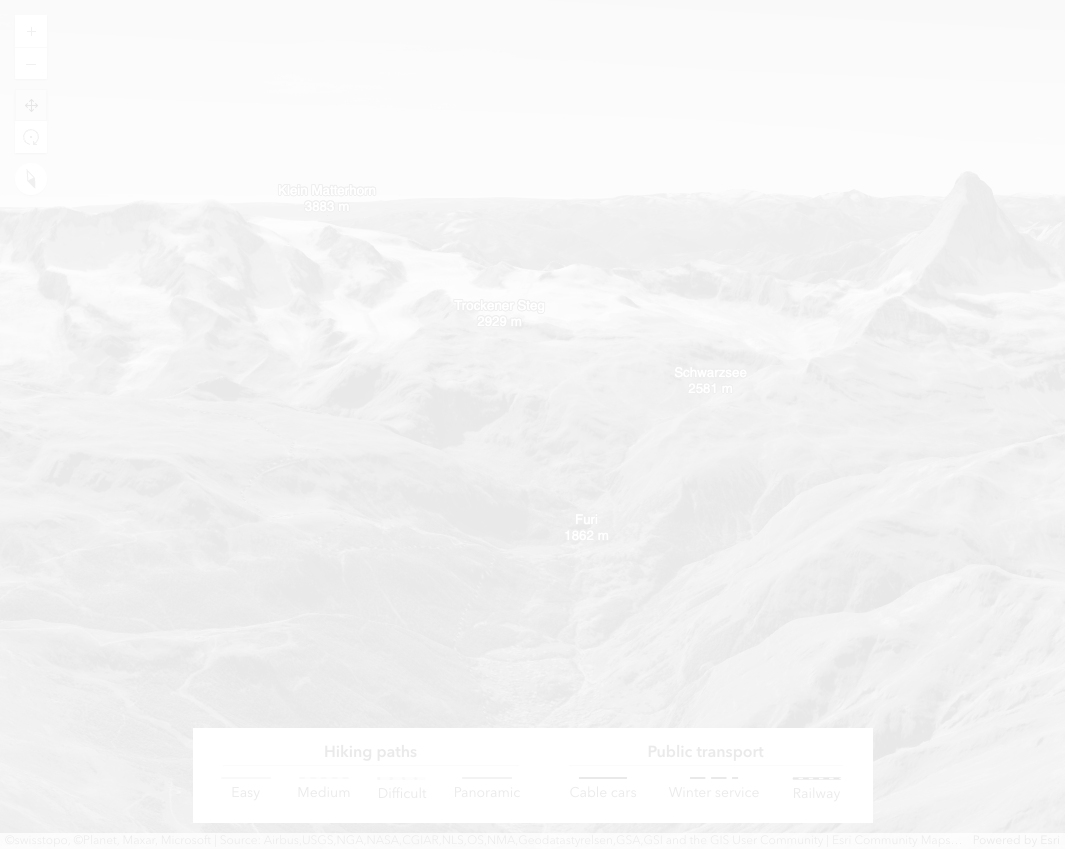 Klein Matterhorn
3883 m
Trockener Steg
2929 m
Schwarzsee
2581 m
Furi
1862 m
Hiking paths
Public transport
Easy
Medium
Difficult
Panoramic
Cable cars
Winter service
Railway
©swisstopo, ©Planet, Maxar, Microsoft | Source: Airbus,USGS,NGA,NASA,CGIAR,NLS,OS,NMA,Geodatastyrelsen,GSA,GSI and the GIS User Community | Esri Community Maps... Powered by Esri